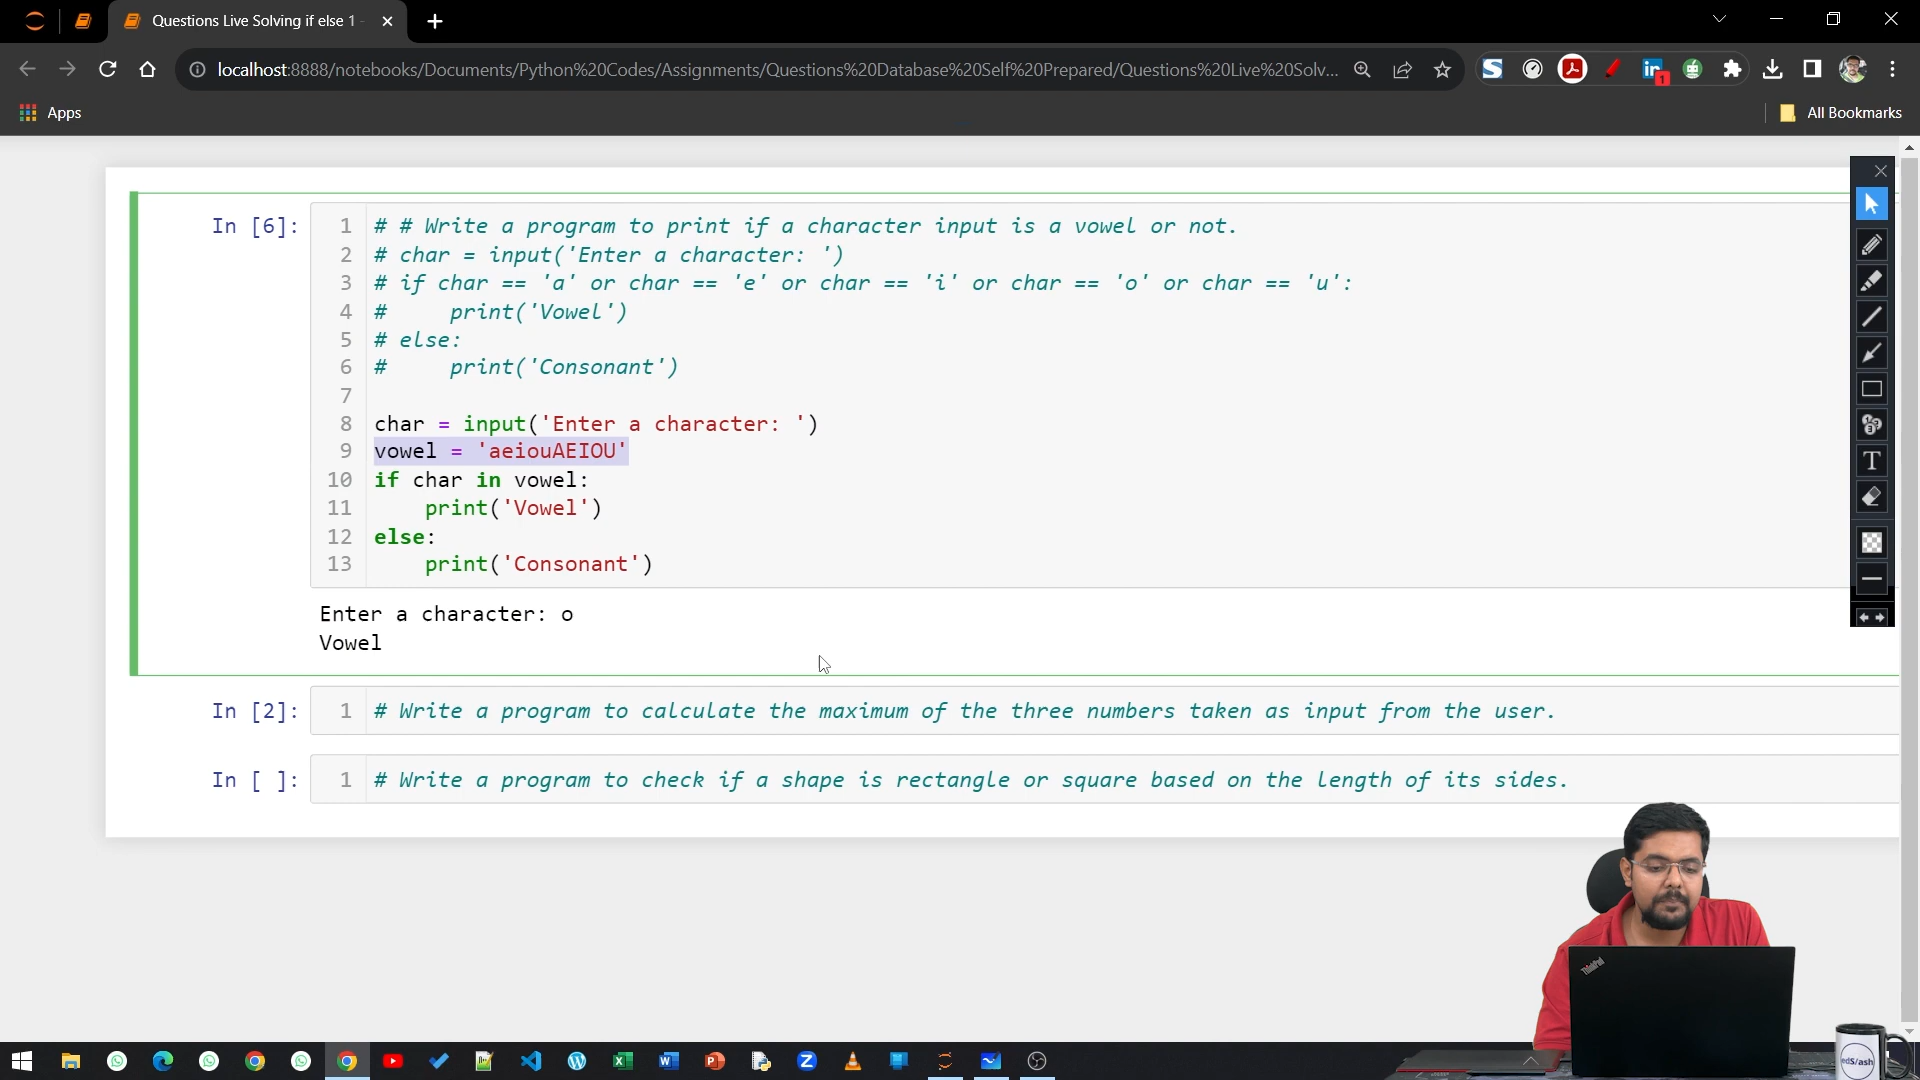 Questions Live Solving if else 1 -
localhost:8888/notebooks/Documents/Python%20Codes/Assignments/Questions%20Database%20Self%20Prepared/Questions%20Live%20Solv...
1
Apps
All Bookmarks
In [6]:
1 # # Write a program to print if a character input is a vowel or not.
2 # char = input('Enter a character: ')
3 # if char == 'a' or char == 'e' or char == 'i' or char == 'o' or char == 'u':
4 #     print('Vowel')
5 # else:
6 #     print('Consonant')
7
8 char = input('Enter a character: ')
9 vowel = 'aeiouAEIOU'
10 if char in vowel:
11     print('Vowel')
12 else:
13     print('Consonant')
Enter a character: o
Vowel
In [2]: 1 # Write a program to calculate the maximum of the three numbers taken as input from the user.
In [ ]: 1 # Write a program to check if a shape is rectangle or square based on the length of its sides.
T
ThinkPad
edS/ash